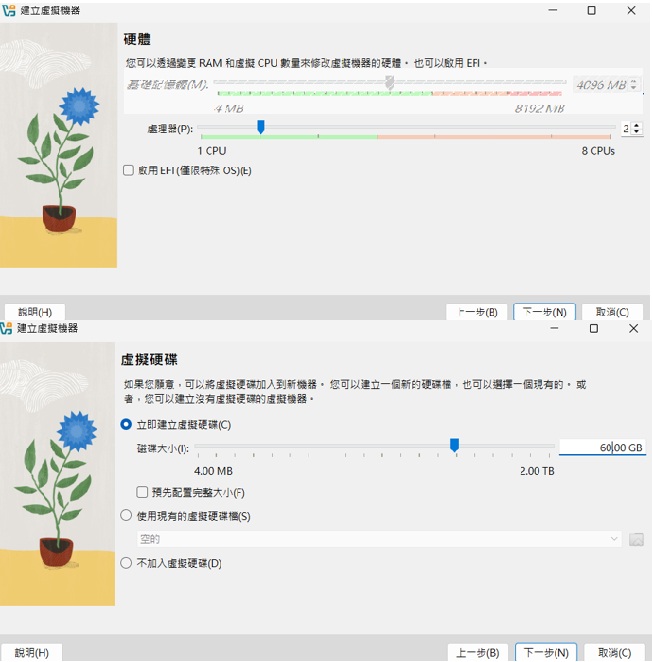 建立虛擬機器
硬體
您可以透過變更 RAM 和虛擬 CPU 數量來修改虛擬機器的硬體。也可以啟用 EFI。
基礎記憶體(M): 4096 MB
4 MB 8192 MB
處理器(P): 2
1 CPU 8 CPUs
啟用 EFI (僅限特殊 OS)(E)
說明(H) 上一步(B) 下一步(N) 取消(C)
建立虛擬機器
虛擬硬碟
如果您願意，可以將虛擬硬碟加入到新機器。您可以建立一個新的硬碟檔，也可以選擇一個現有的。或
者，您可以建立沒有虛擬硬碟的虛擬機器。
立即建立虛擬硬碟(C)
磁碟大小(I): 60.00 GB
4.00 MB 2.00 TB
預先配置完整大小(F)
使用現有的虛擬硬碟檔(S)
空的
不加入虛擬硬碟(D)
說明(H) 上一步(B) 下一步(N) 取消(C)